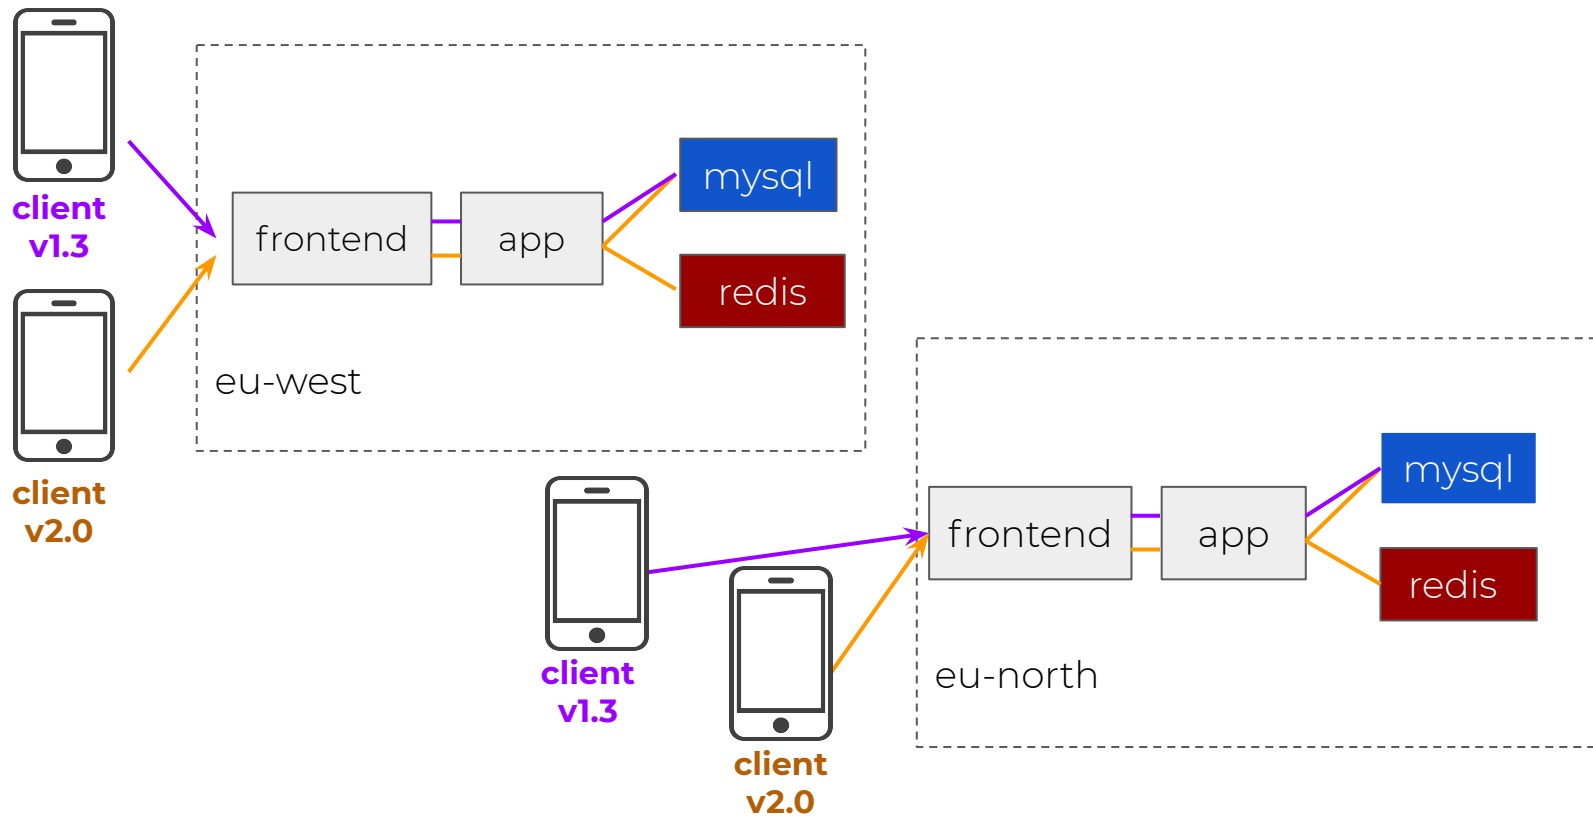 client
v1.3
client
v2.0
frontend
app
mysql
redis
eu-west
client
v1.3
client
v2.0
frontend
app
mysql
redis
eu-north